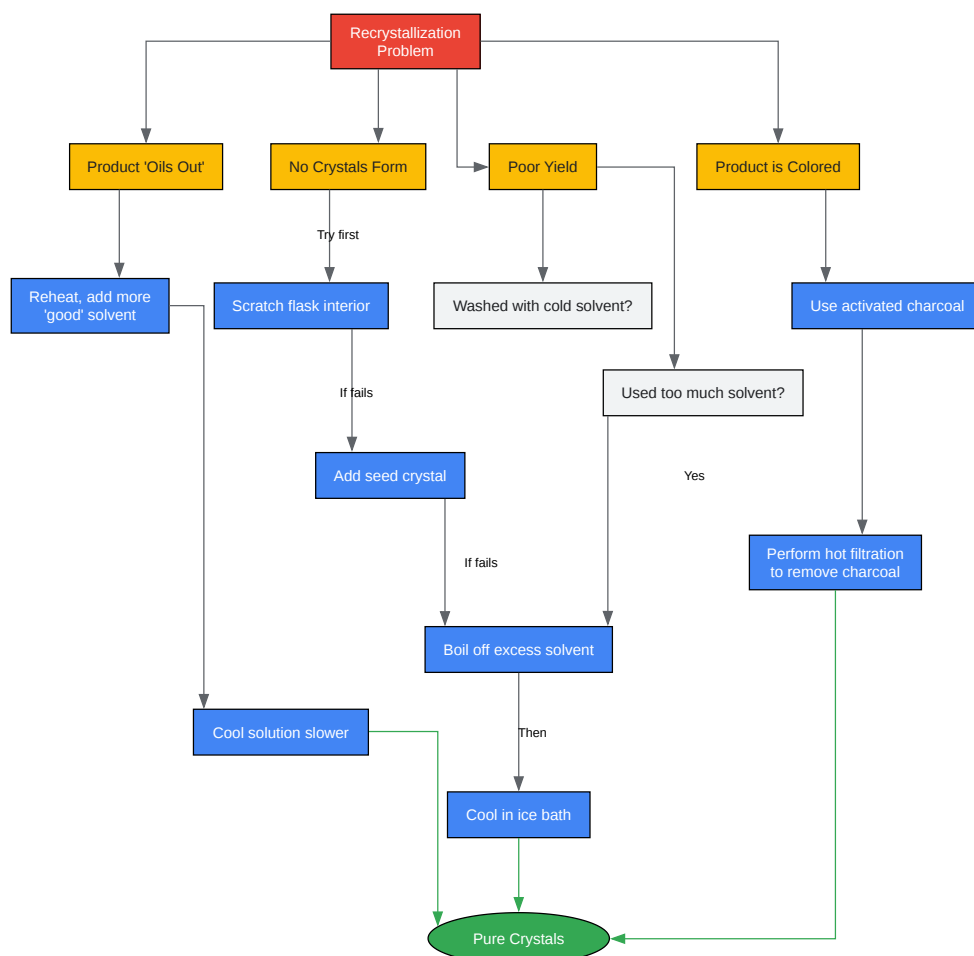 Recrystallization
Problem
Product 'Oils Out'
No Crystals Form
Poor Yield
Product is Colored
Try first
Reheat, add more
'good' solvent
Scratch flask interior
Washed with cold solvent?
Use activated charcoal
If fails
Used too much solvent?
Add seed crystal
Yes
If fails
Perform hot filtration
to remove charcoal
Boil off excess solvent
Cool solution slower
Then
Cool in ice bath
Pure Crystals